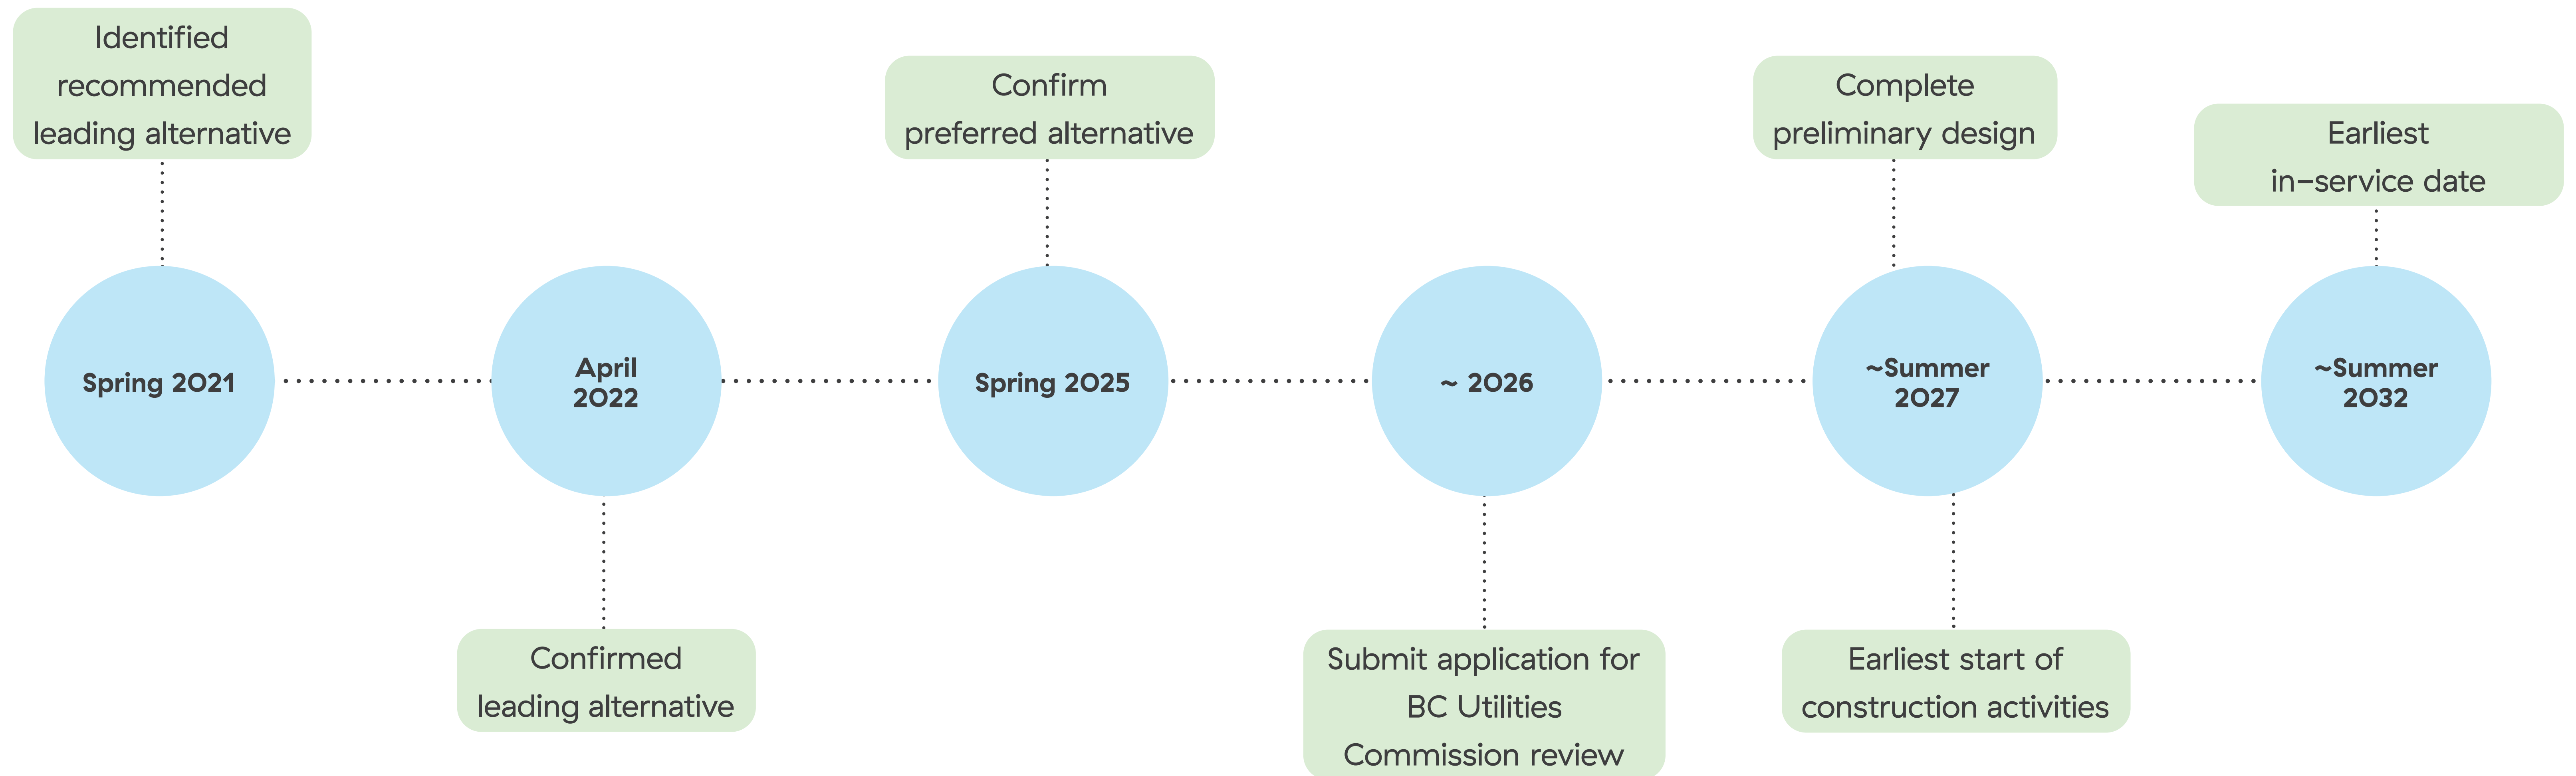 Identified
recommended
leading alternative
Spring 2021
April
2022
Confirmed
leading alternative
Confirm
preferred alternative
Spring 2025
~ 2026
Submit application for
BC Utilities
Commission review
Complete
preliminary design
~Summer
2027
Earliest start of
construction activities
Earliest
in-service date
~Summer
2032